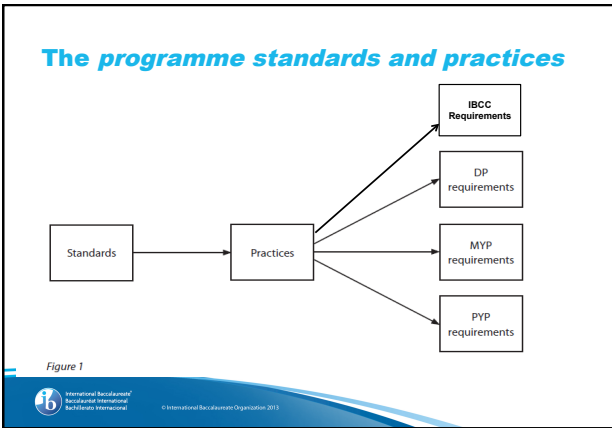 The programme standards and practices
IBCC
Requirements
DP
requirements
Standards
Practices
MYP
requirements
PYP
requirements
Figure 1
International Baccalaureate®
Baccalauréat International
Bachillerato Internacional
© International Baccalaureate Organization 2013